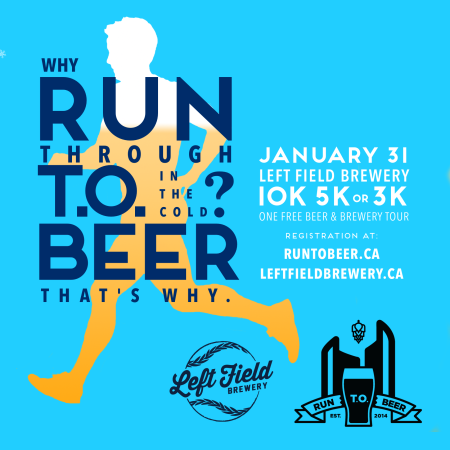 WHY
RUN
THROUGH
T.O. IN THE COLD?
BEER
THAT'S WHY.
JANUARY 31
LEFT FIELD BREWERY
10K 5K OR 3K
ONE FREE BEER & BREWERY TOUR
REGISTRATION AT:
RUNTOBEER.CA
LEFTFIELDBREWERY.CA
Left Field
BREWERY
RUN T.O. BEER
EST. 2014